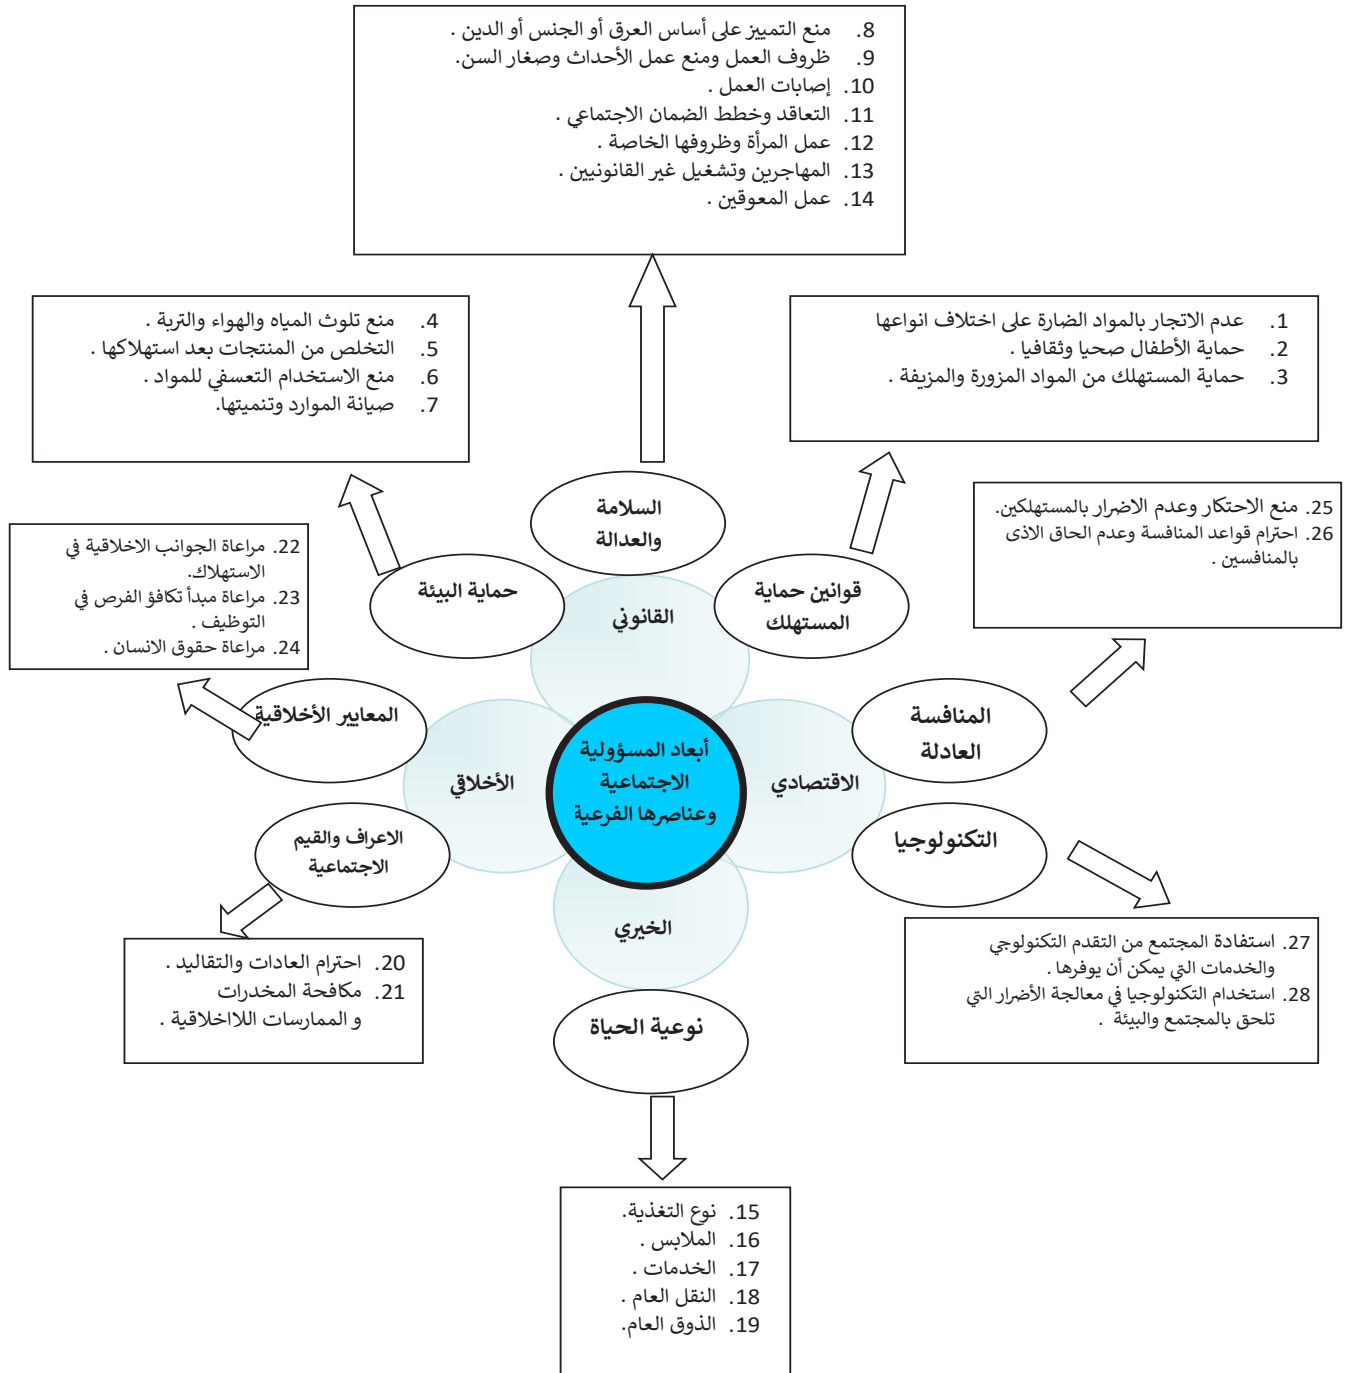 8. منع التمييز على أساس العرق أو الجنس أو الدين .
9. ظروف العمل ومنع عمل الأحداث وصغار السن.
10. إصابات العمل .
11. التعاقد وخطط الضمان الاجتماعي .
12. عمل المرأة وظروفها الخاصة .
13. المهاجرين وتشغيل غير القانونيين .
14. عمل المعوقين .
1. عدم الاتجار بالمواد الضارة على اختلاف انواعها
2. حماية الأطفال صحيا وثقافيا .
3. حماية المستهلك من المواد المزورة والمزيفة .
4. منع تلوث المياه والهواء والتربة .
5. التخلص من المنتجات بعد استهلاكها .
6. منع الاستخدام التعسفي للمواد .
7. صيانة الموارد وتنميتها.
السلامة
والعدالة
25. منع الاحتكار وعدم الاضرار بالمستهلكين.
26. احترام قواعد المنافسة وعدم الحاق الاذى
بالمنافسين .
22. مراعاة الجوانب الاخلاقية في
الاستهلاك.
23. مراعاة مبدأ تكافؤ الفرص في
التوظيف .
24. مراعاة حقوق الانسان .
قوانين حماية
المستهلك
حماية البيئة
القانوني
المنافسة
العادلة
المعايير الأخلاقية
أبعاد المسؤولية
الاجتماعية
وعناصرها الفرعية
الاقتصادي
الأخلاقي
التكنولوجيا
الاعراف والقيم
الاجتماعية
الخيري
27. استفادة المجتمع من التقدم التكنولوجي
والخدمات التي يمكن أن يوفرها .
28. استخدام التكنولوجيا في معالجة الأضرار التي
تلحق بالمجتمع والبيئة .
20. احترام العادات والتقاليد .
21. مكافحة المخدرات
و الممارسات اللااخلاقية .
نوعية الحياة
15. نوع التغذية.
16. الملابس .
17. الخدمات .
18. النقل العام .
19. الذوق العام.